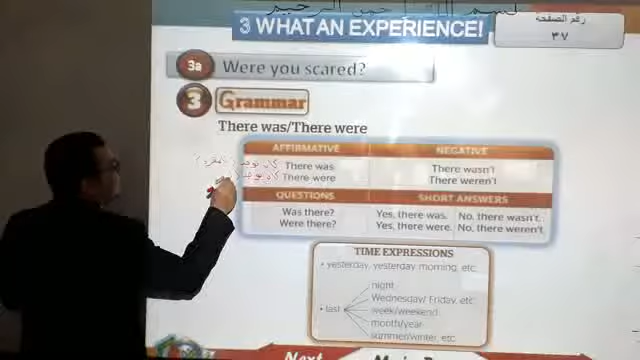 بسم الله الرحمن الرحيم
رقم الصفحه
٣٧
3 WHAT AN EXPERIENCE!
3a Were you scared?
3 Grammar
There was/There were
AFFIRMATIVE NEGATIVE
There was There wasn't
There were There weren't
QUESTIONS SHORT ANSWERS
Was there? Yes, there was. No, there wasn't.
Were there? Yes, there were. No, there weren't
TIME EXPRESSIONS
• yesterday, yesterday morning, etc.
night
Wednesday/ Friday, etc.
• last week/weekend
month/year
summer/winter, etc.
Next